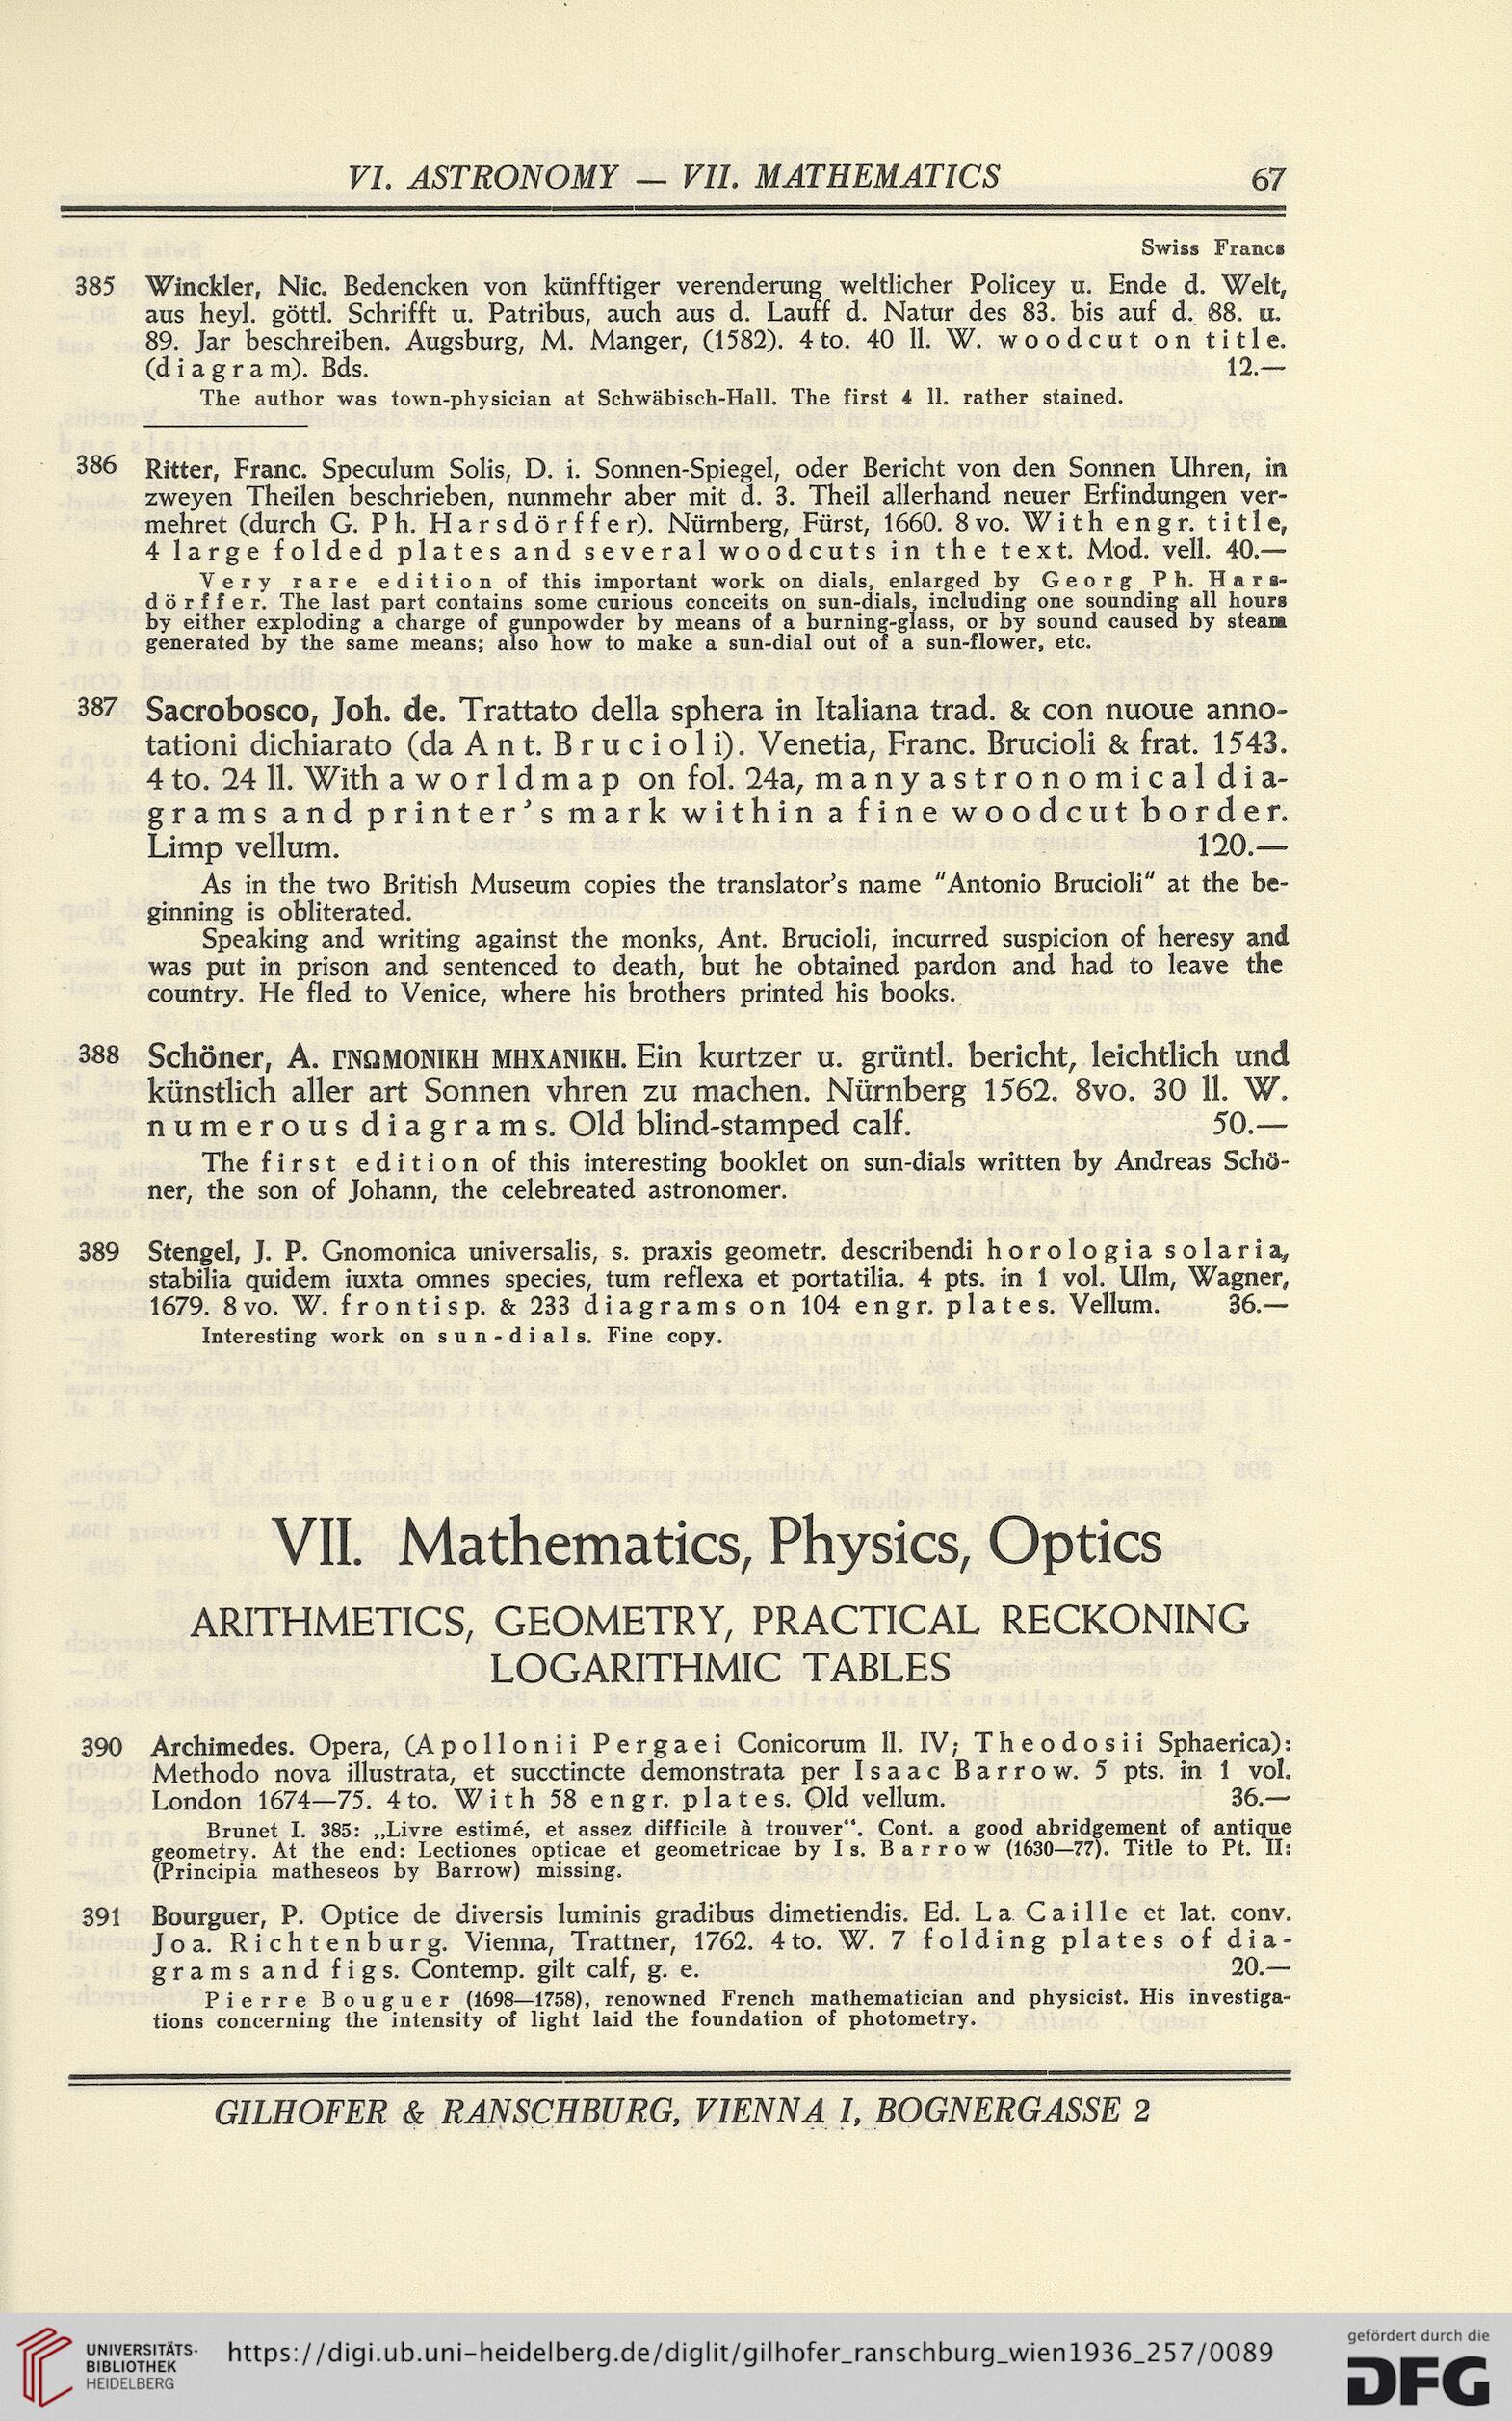 VI. ASTRONOMY — VII. MATHEMATICS 67
Swiss Francs
385 Winckler, Nic. Bedencken von künfftiger verenderung weltlicher Policey u. Ende d. Welt,
aus heyl. göttl. Schrifft u. Patribus, auch aus d. Lauff d. Natur des 83. bis auf d. 88. u.
89. Jar beschreiben. Augsburg, M. Manger, (1582). 4to. 40 ll. W. woodcut on title.
(diagram). Bds. 12.—
The author was town-physician at Schwäbisch-Hall. The first 4 ll. rather stained.
386 Ritter, Franc. Speculum Solis, D. i. Sonnen-Spiegel, oder Bericht von den Sonnen Uhren, in
zweyen Theilen beschrieben, nunmehr aber mit d. 3. Theil allerhand neuer Erfindungen ver-
mehret (durch G. Ph. Harsdörffer). Nürnberg, Fürst, 1660. 8vo. With engr. title,
4 large folded plates and several woodcuts in the text. Mod. vell. 40.—
Very rare edition of this important work on dials, enlarged by Georg Ph. Hars-
dörffer. The last part contains some curious conceits on sun-dials, including one sounding all hours
by either exploding a charge of gunpowder by means of a burning-glass, or by sound caused by steam
generated by the same means; also how to make a sun-dial out of a sun-flower, etc.
387 Sacrobosco, Joh. de. Trattato della sphera in Italiana trad. & con nuoue anno-
tationi dichiarato (da Ant. Brucioli). Venetia, Franc. Brucioli & frat. 1543.
4to. 24 ll. With a worldmap on fol. 24a, many astronomical dia-
grams and printer's mark within a fine woodcut border.
Limp vellum. 120.—
As in the two British Museum copies the translator's name "Antonio Brucioli" at the be-
ginning is obliterated.
Speaking and writing against the monks, Ant. Brucioli, incurred suspicion of heresy and
was put in prison and sentenced to death, but he obtained pardon and had to leave the
country. He fled to Venice, where his brothers printed his books.
388 Schöner, A. ΓΝΩΜΟΝΙΚΗ ΜΗΧΑΝΙΚΗ. Ein kurtzer u. grüntl. bericht, leichtlich und
künstlich aller art Sonnen vhren zu machen. Nürnberg 1562. 8vo. 30 ll. W.
numerous diagrams. Old blind-stamped calf. 50.—
The first edition of this interesting booklet on sun-dials written by Andreas Schö-
ner, the son of Johann, the celebreated astronomer.
389 Stengel, J. P. Gnomonica universalis, s. praxis geometr. describendi horologia solaria,
stabilia quidem iuxta omnes species, tum reflexa et portatilia. 4 pts. in 1 vol. Ulm, Wagner,
1679. 8vo. W. frontisp. & 233 diagrams on 104 engr. plates. Vellum. 36.—
Interesting work on sun-dials. Fine copy.
VII. Mathematics, Physics, Optics
ARITHMETICS, GEOMETRY, PRACTICAL RECKONING
LOGARITHMIC TABLES
390 Archimedes. Opera, (Apollonii Pergaei Conicorum ll. IV; Theodosii Sphaerica):
Methodo nova illustrata, et succtincte demonstrata per Isaac Barrow. 5 pts. in 1 vol.
London 1674—75. 4to. With 58 engr. plates. Old vellum. 36.—
Brunet I. 385: „Livre estimé, et assez difficile à trouver“. Cont. a good abridgement of antique
geometry. At the end: Lectiones opticae et geometricae by Is. Barrow (1630—77). Title to Pt. II:
(Principia matheseos by Barrow) missing.
391 Bourguer, P. Optice de diversis luminis gradibus dimetiendis. Ed. La Caille et lat. conv.
Joa. Richtenburg. Vienna, Trattner, 1762. 4to. W. 7 folding plates of dia-
grams and figs. Contemp. gilt calf, g. e. 20.—
Pierre Bouguer (1698—1758), renowned French mathematician and physicist. His investiga-
tions concerning the intensity of light laid the foundation of photometry.
GILHOFER & RANSCHBURG, VIENNA I, BOGNERGASSE 2
UNIVERSITÄTS-
BIBLIOTHEK
HEIDELBERG
https://digi.ub.uni-heidelberg.de/diglit/gilhofer_ranschburg_wien1936_257/0089
gefördert durch die
DFG